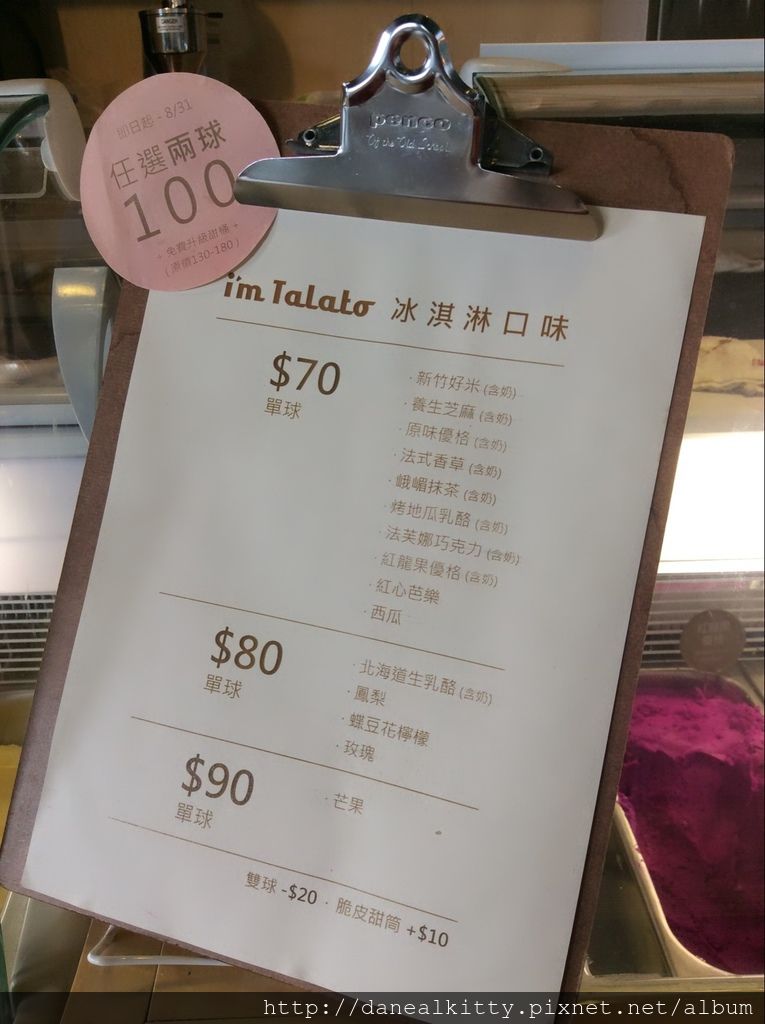 即日起 - 8/31
任選兩球
100
+ 免費升級甜桶 +
( 原價130-180 )
penco
i'm Talato 冰淇淋口味
$70
單球
· 新竹好米 (含奶)
· 養生芝麻 (含奶)
· 原味優格 (含奶)
· 法式香草 (含奶)
· 峨嵋抹茶 (含奶)
· 烤地瓜乳酪 (含奶)
· 法芙娜巧克力 (含奶)
· 紅龍果優格 (含奶)
· 紅心芭樂
· 西瓜
$80
單球
· 北海道生乳酪 (含奶)
· 鳳梨
· 蝶豆花檸檬
· 玫瑰
$90
單球
· 芒果
雙球 -$20 · 脆皮甜筒 +$10
http://danealkitty.pixnet.net/album